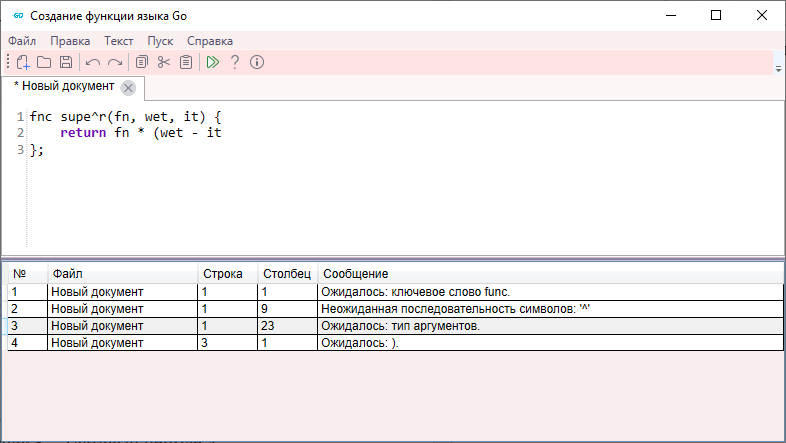 GO Создание функции языка Go
Файл Правка Текст Пуск Справка
* Новый документ
1 fnc supe^r(fn, wet, it) {
2 return fn * (wet - it
3 };
№ Файл Строка Столбец Сообщение
1 Новый документ 1 1 Ожидалось: ключевое слово func.
2 Новый документ 1 9 Неожиданная последовательность символов: '^'
3 Новый документ 1 23 Ожидалось: тип аргументов.
4 Новый документ 3 1 Ожидалось: ).